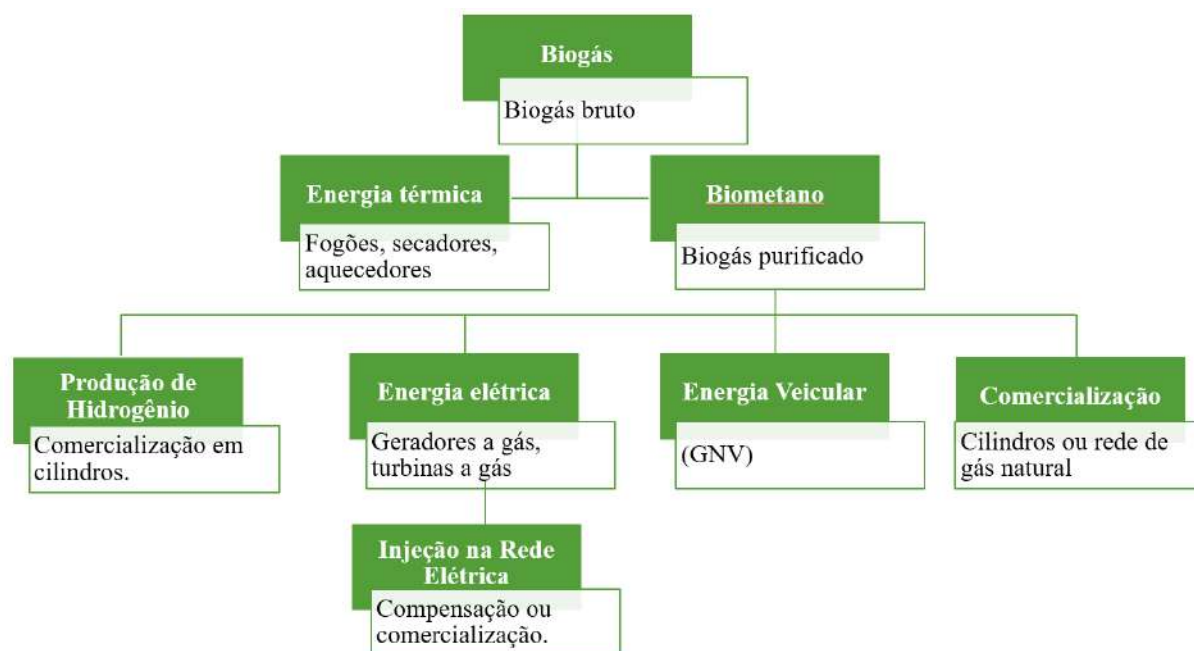 Biogás
Biogás bruto
Energia térmica
Fogões, secadores,
aquecedores
Biometano
Biogás purificado
Produção de
Hidrogênio
Comercialização em
cilindros.
Energia elétrica
Geradores a gás,
turbinas a gás
Energia Veicular
(GNV)
Comercialização
Cilindros ou rede de
gás natural
Injeção na Rede
Elétrica
Compensação ou
comercialização.